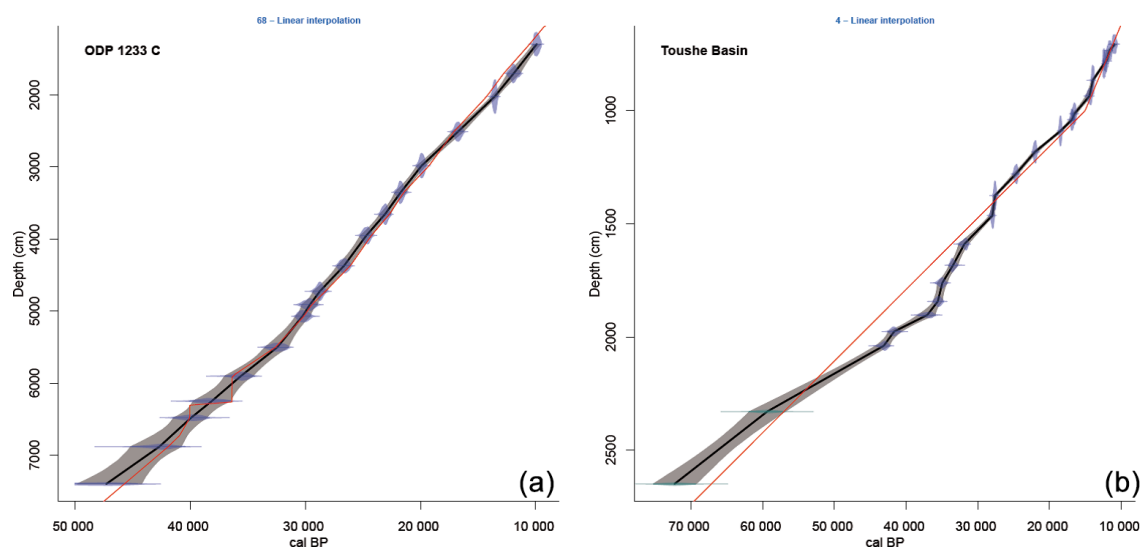 68 – Linear interpolation
ODP 1233 C
Depth (cm)
2000
3000
4000
5000
6000
7000
(a)
50 000 40 000 30 000 20 000 10 000
cal BP
4 – Linear interpolation
Toushe Basin
Depth (cm)
1000
1500
2000
2500
(b)
70 000 60 000 50 000 40 000 30 000 20 000 10 000
cal BP